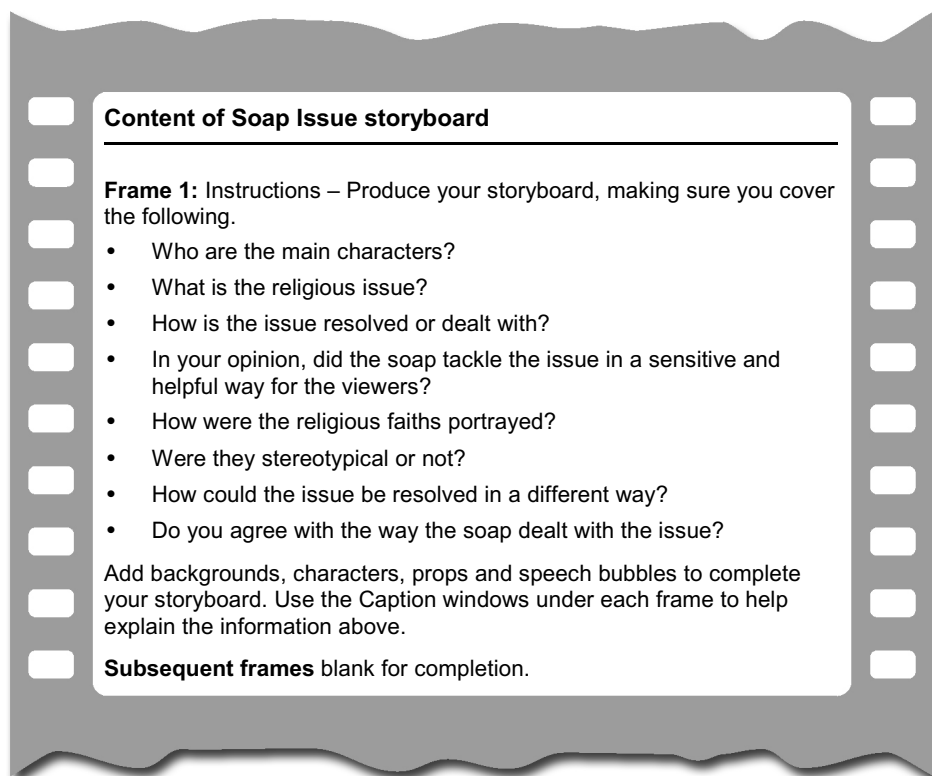 Content of Soap Issue storyboard
Frame 1: Instructions – Produce your storyboard, making sure you cover
the following.
• Who are the main characters?
• What is the religious issue?
• How is the issue resolved or dealt with?
• In your opinion, did the soap tackle the issue in a sensitive and
helpful way for the viewers?
• How were the religious faiths portrayed?
• Were they stereotypical or not?
• How could the issue be resolved in a different way?
• Do you agree with the way the soap dealt with the issue?
Add backgrounds, characters, props and speech bubbles to complete
your storyboard. Use the Caption windows under each frame to help
explain the information above.
Subsequent frames blank for completion.